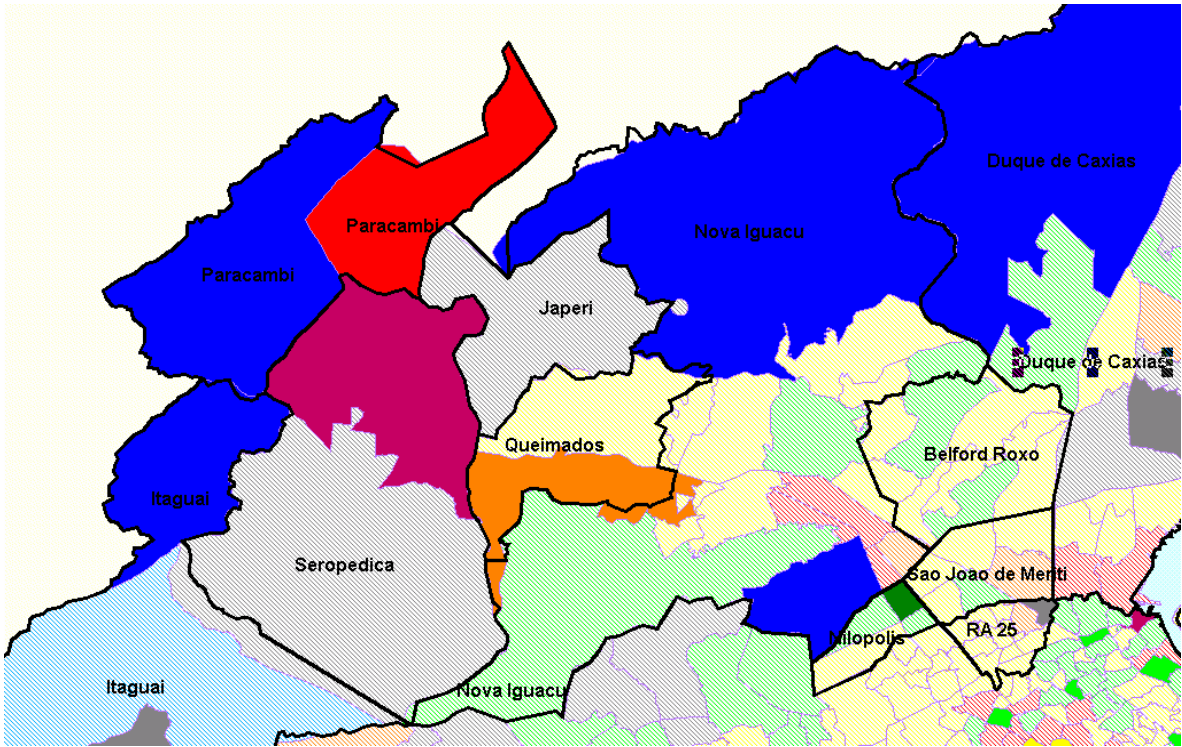 Duque de Caxias
Paracambi
Nova Iguacu
Paracambi
Japeri
Duque de Caxias
Queimados
Belford Roxo
Itaguai
Seropedica
Sao Joao de Meriti
RA 25
Nilopolis
Itaguai
Nova Iguacu